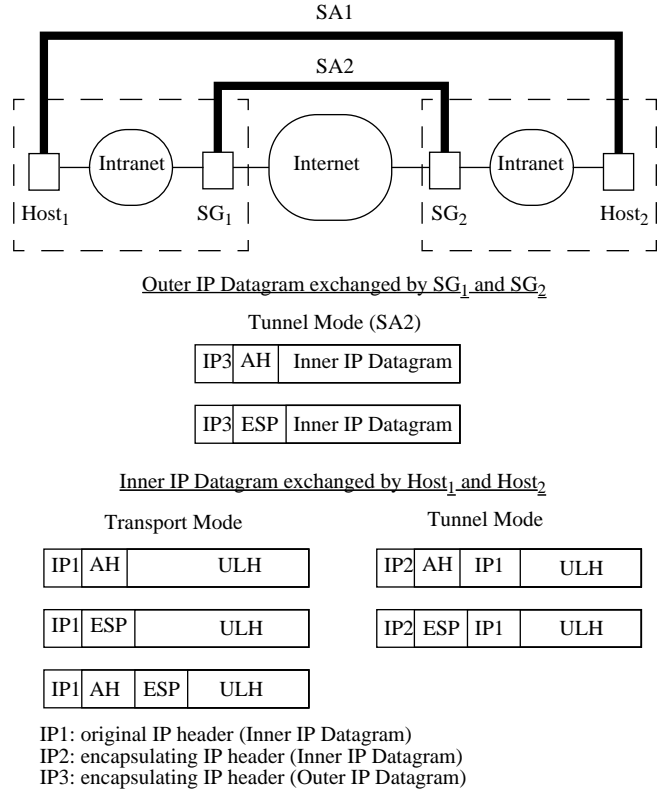 SA1
SA2
Intranet
Internet
Intranet
Host1
SG1
SG2
Host2
Outer IP Datagram exchanged by SG1 and SG2
Tunnel Mode (SA2)
IP3 AH Inner IP Datagram
IP3 ESP Inner IP Datagram
Inner IP Datagram exchanged by Host1 and Host2
Transport Mode
Tunnel Mode
IP1 AH ULH
IP2 AH IP1 ULH
IP1 ESP ULH
IP2 ESP IP1 ULH
IP1 AH ESP ULH
IP1: original IP header (Inner IP Datagram)
IP2: encapsulating IP header (Inner IP Datagram)
IP3: encapsulating IP header (Outer IP Datagram)